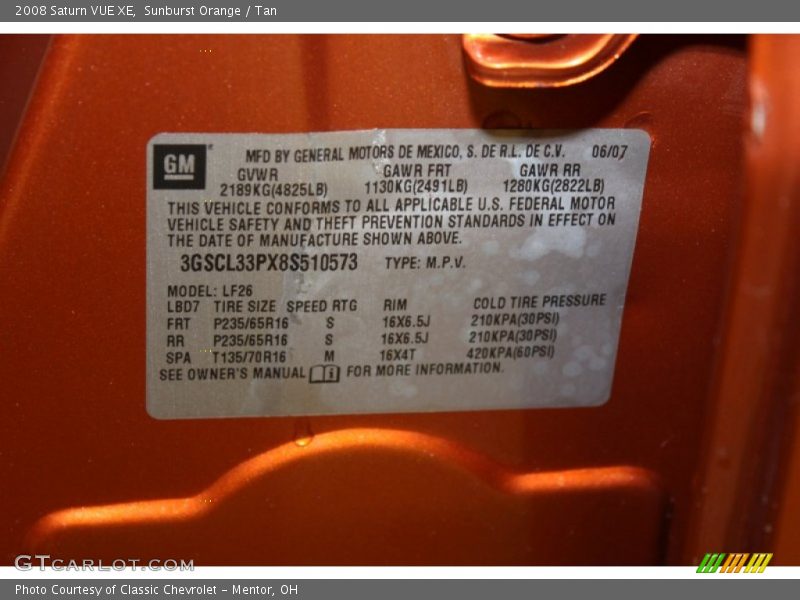 2008 Saturn VUE XE,  Sunburst Orange / Tan
GM
MFD BY GENERAL MOTORS DE MEXICO, S. DE R.L. DE C.V. 06/07
GVWR GAWR FRT GAWR RR
2189KG(4825LB) 1130KG(2491LB) 1280KG(2822LB)
THIS VEHICLE CONFORMS TO ALL APPLICABLE U.S. FEDERAL MOTOR
VEHICLE SAFETY AND THEFT PREVENTION STANDARDS IN EFFECT ON
THE DATE OF MANUFACTURE SHOWN ABOVE.
3GSCL33PX8S510573 TYPE: M.P.V.
MODEL: LF26
LBD7 TIRE SIZE SPEED RTG RIM COLD TIRE PRESSURE
FRT P235/65R16 S 16X6.5J 210KPA(30PSI)
RR P235/65R16 S 16X6.5J 210KPA(30PSI)
SPA T135/70R16 M 16X4T 420KPA(60PSI)
SEE OWNER'S MANUAL FOR MORE INFORMATION.
GTCARLOT.COM
Photo Courtesy of Classic Chevrolet - Mentor, OH